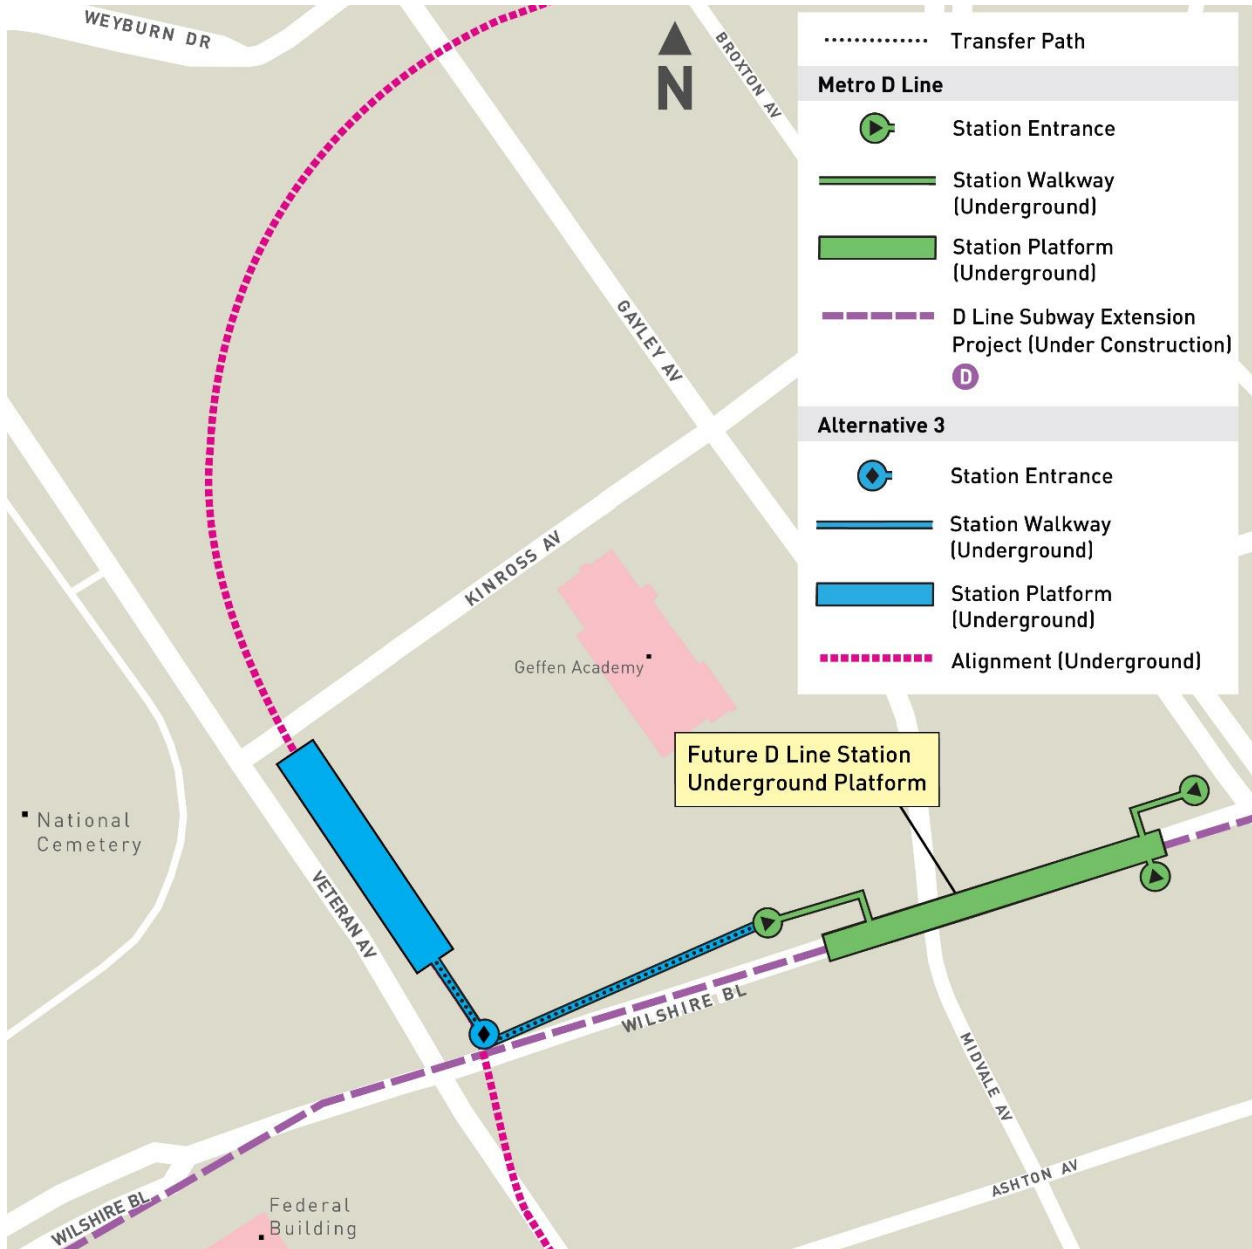 WEYBURN DR
BROXTON AV
N
Transfer Path
Metro D Line
Station Entrance
Station Walkway
(Underground)
Station Platform
(Underground)
D Line Subway Extension
Project (Under Construction)
D
Alternative 3
Station Entrance
Station Walkway
(Underground)
Station Platform
(Underground)
Alignment (Underground)
GAYLEY AV
KINROSS AV
Geffen Academy
Future D Line Station
Underground Platform
National
Cemetery
VETERAN AV
WILSHIRE BL
MIDVALE AV
ASHTON AV
WILSHIRE BL
Federal
Building